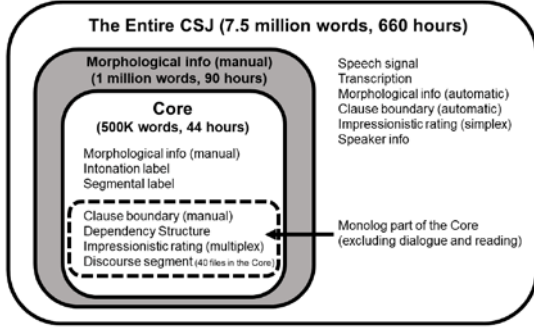 The Entire CSJ (7.5 million words, 660 hours)
Morphological info (manual)
(1 million words, 90 hours)
Core
(500K words, 44 hours)
Morphological info (manual)
Intonation label
Segmental label
Clause boundary (manual)
Dependency Structure
Impressionistic rating (multiplex)
Discourse segment (40 files in the Core)
Speech signal
Transcription
Morphological info (automatic)
Clause boundary (automatic)
Impressionistic rating (simplex)
Speaker info
Monolog part of the Core
(excluding dialogue and reading)